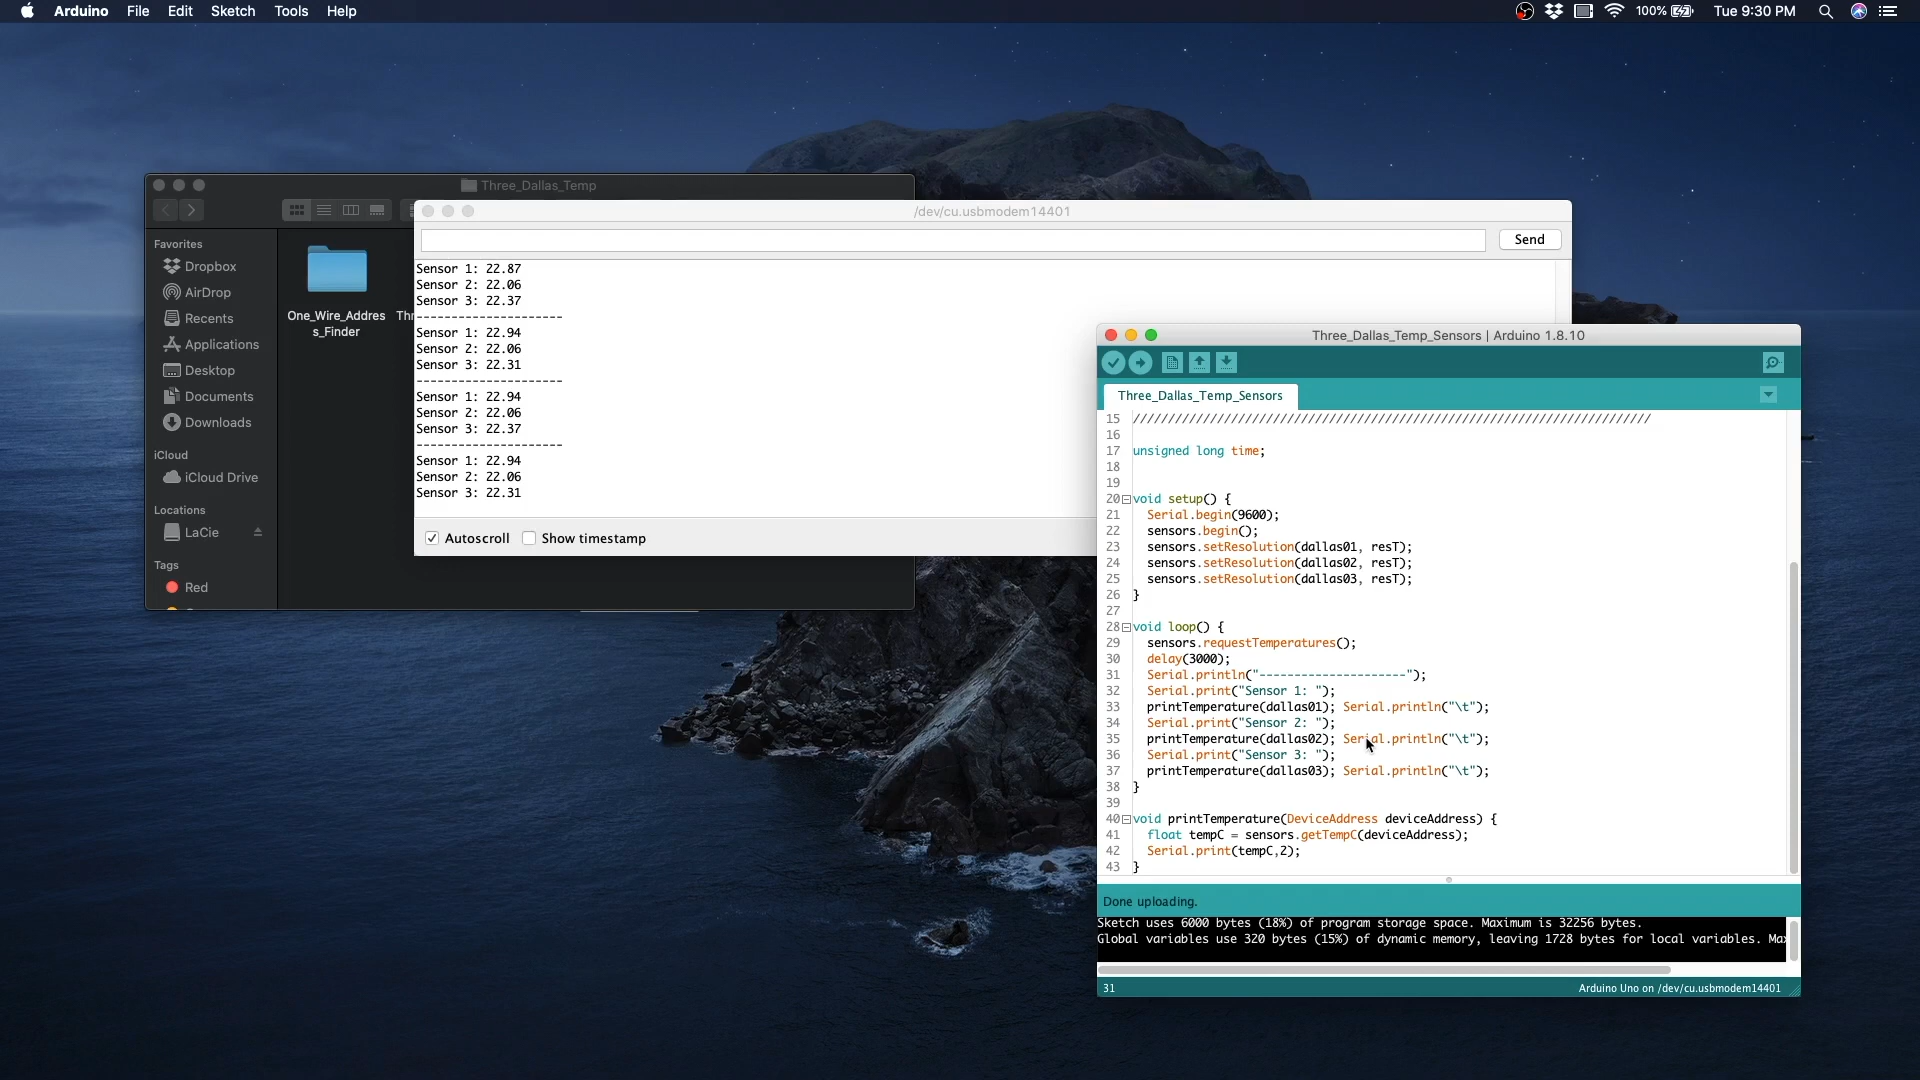 Arduino File Edit Sketch Tools Help
100% Tue 9:30 PM
Three_Dallas_Temp
Favorites
Dropbox
AirDrop
Recents
Applications
Desktop
Documents
Downloads
iCloud
iCloud Drive
Locations
LaCie
Tags
Red
One_Wire_Addres
s_Finder
/dev/cu.usbmodem14401
Send
Sensor 1: 22.87
Sensor 2: 22.06
Sensor 3: 22.37
---------------------
Sensor 1: 22.94
Sensor 2: 22.06
Sensor 3: 22.31
---------------------
Sensor 1: 22.94
Sensor 2: 22.06
Sensor 3: 22.37
---------------------
Sensor 1: 22.94
Sensor 2: 22.06
Sensor 3: 22.31
Autoscroll Show timestamp
Three_Dallas_Temp_Sensors | Arduino 1.8.10
Three_Dallas_Temp_Sensors
15 //////////////////////////////////////////////////////////////////////////
16
17 unsigned long time;
18
19
20 void setup() {
21 Serial.begin(9600);
22 sensors.begin();
23 sensors.setResolution(dallas01, resT);
24 sensors.setResolution(dallas02, resT);
25 sensors.setResolution(dallas03, resT);
26 }
27
28 void loop() {
29 sensors.requestTemperatures();
30 delay(3000);
31 Serial.println("---------------------");
32 Serial.print("Sensor 1: ");
33 printTemperature(dallas01); Serial.println("\t");
34 Serial.print("Sensor 2: ");
35 printTemperature(dallas02); Serial.println("\t");
36 Serial.print("Sensor 3: ");
37 printTemperature(dallas03); Serial.println("\t");
38 }
39
40 void printTemperature(DeviceAddress deviceAddress) {
41 float tempC = sensors.getTempC(deviceAddress);
42 Serial.print(tempC,2);
43 }
Done uploading.
Sketch uses 6000 bytes (18%) of program storage space. Maximum is 32256 bytes.
Global variables use 320 bytes (15%) of dynamic memory, leaving 1728 bytes for local variables.
31 Arduino Uno on /dev/cu.usbmodem14401